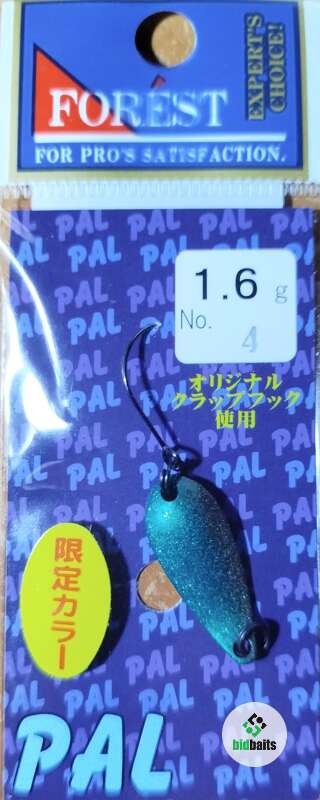 FOREST
EXPERT'S
CHOICE!
FOR PRO'S SATISFACTION.
1.6 g
No. 4
オリジナル
クラップフック
使用
限定カラー
PAL
bidbaits